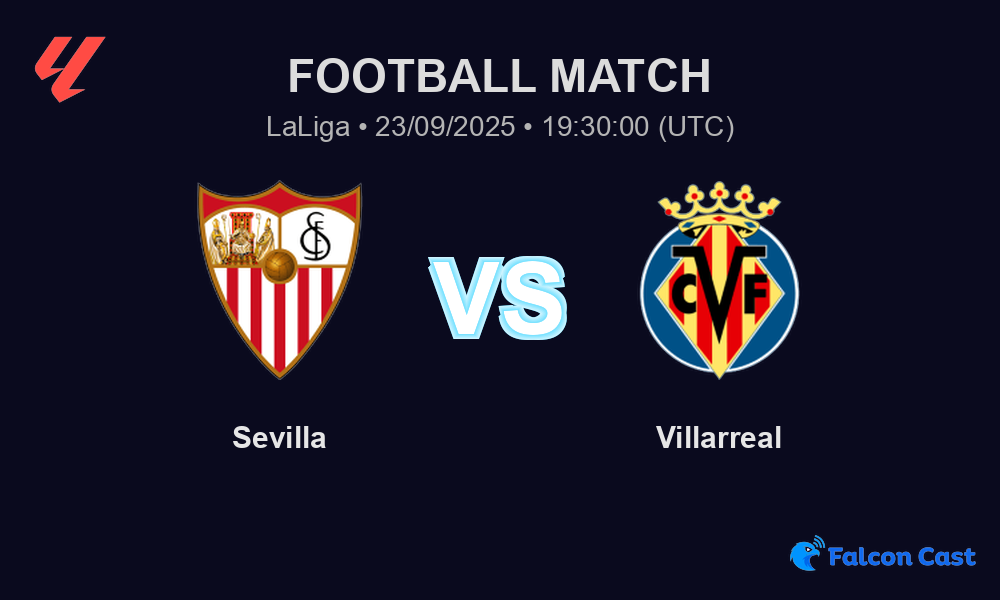 FOOTBALL MATCH
LaLiga • 23/09/2025 • 19:30:00 (UTC)
VS
CVF
Sevilla
Villarreal
Falcon Cast